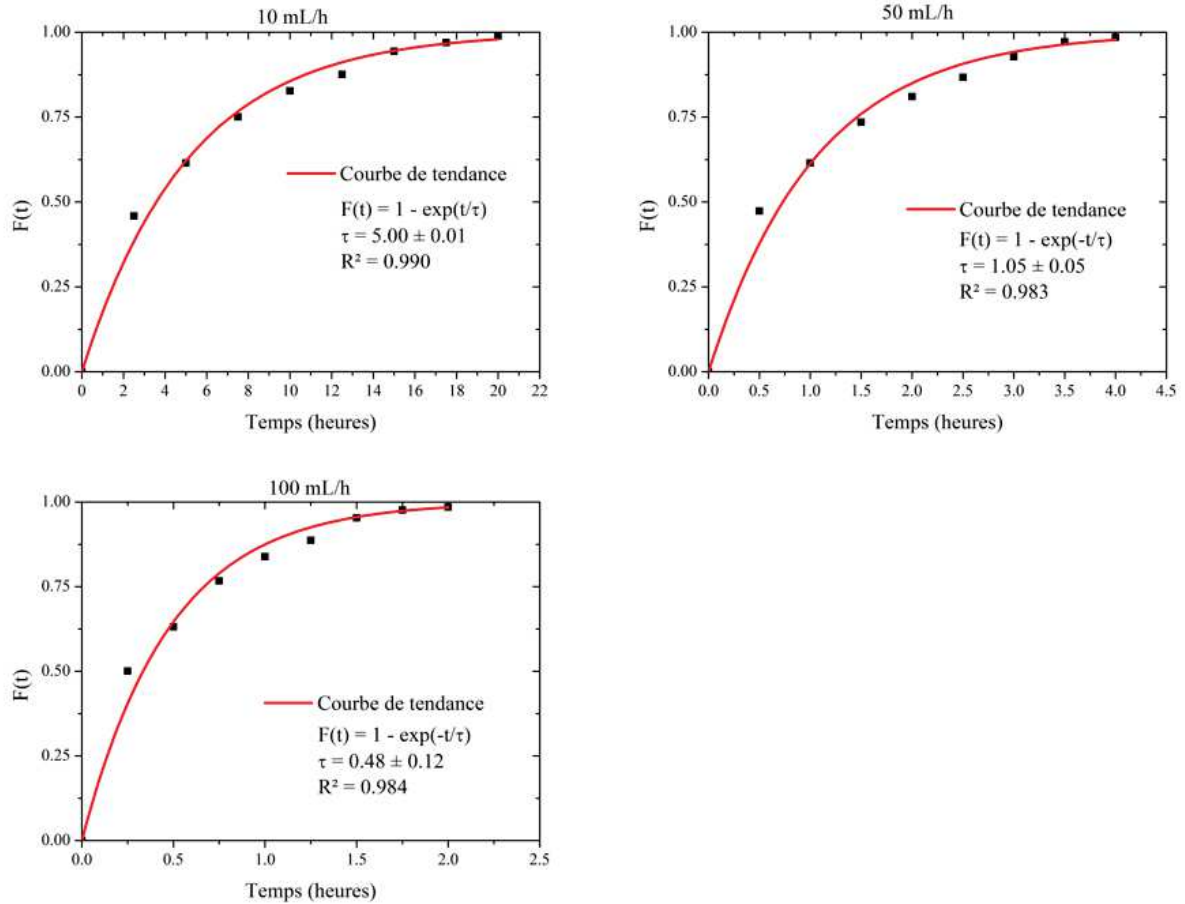 10 mL/h
1.00
0.75
0.50
0.25
0.00
F(t)
0 2 4 6 8 10 12 14 16 18 20 22
Temps (heures)
Courbe de tendance
F(t) = 1 - exp(t/τ)
τ = 5.00 ± 0.01
R² = 0.990
50 mL/h
1.00
0.75
0.50
0.25
0.00
F(t)
0.0 0.5 1.0 1.5 2.0 2.5 3.0 3.5 4.0 4.5
Temps (heures)
Courbe de tendance
F(t) = 1 - exp(-t/τ)
τ = 1.05 ± 0.05
R² = 0.983
100 mL/h
1.00
0.75
0.50
0.25
0.00
F(t)
0.0 0.5 1.0 1.5 2.0 2.5
Temps (heures)
Courbe de tendance
F(t) = 1 - exp(-t/τ)
τ = 0.48 ± 0.12
R² = 0.984